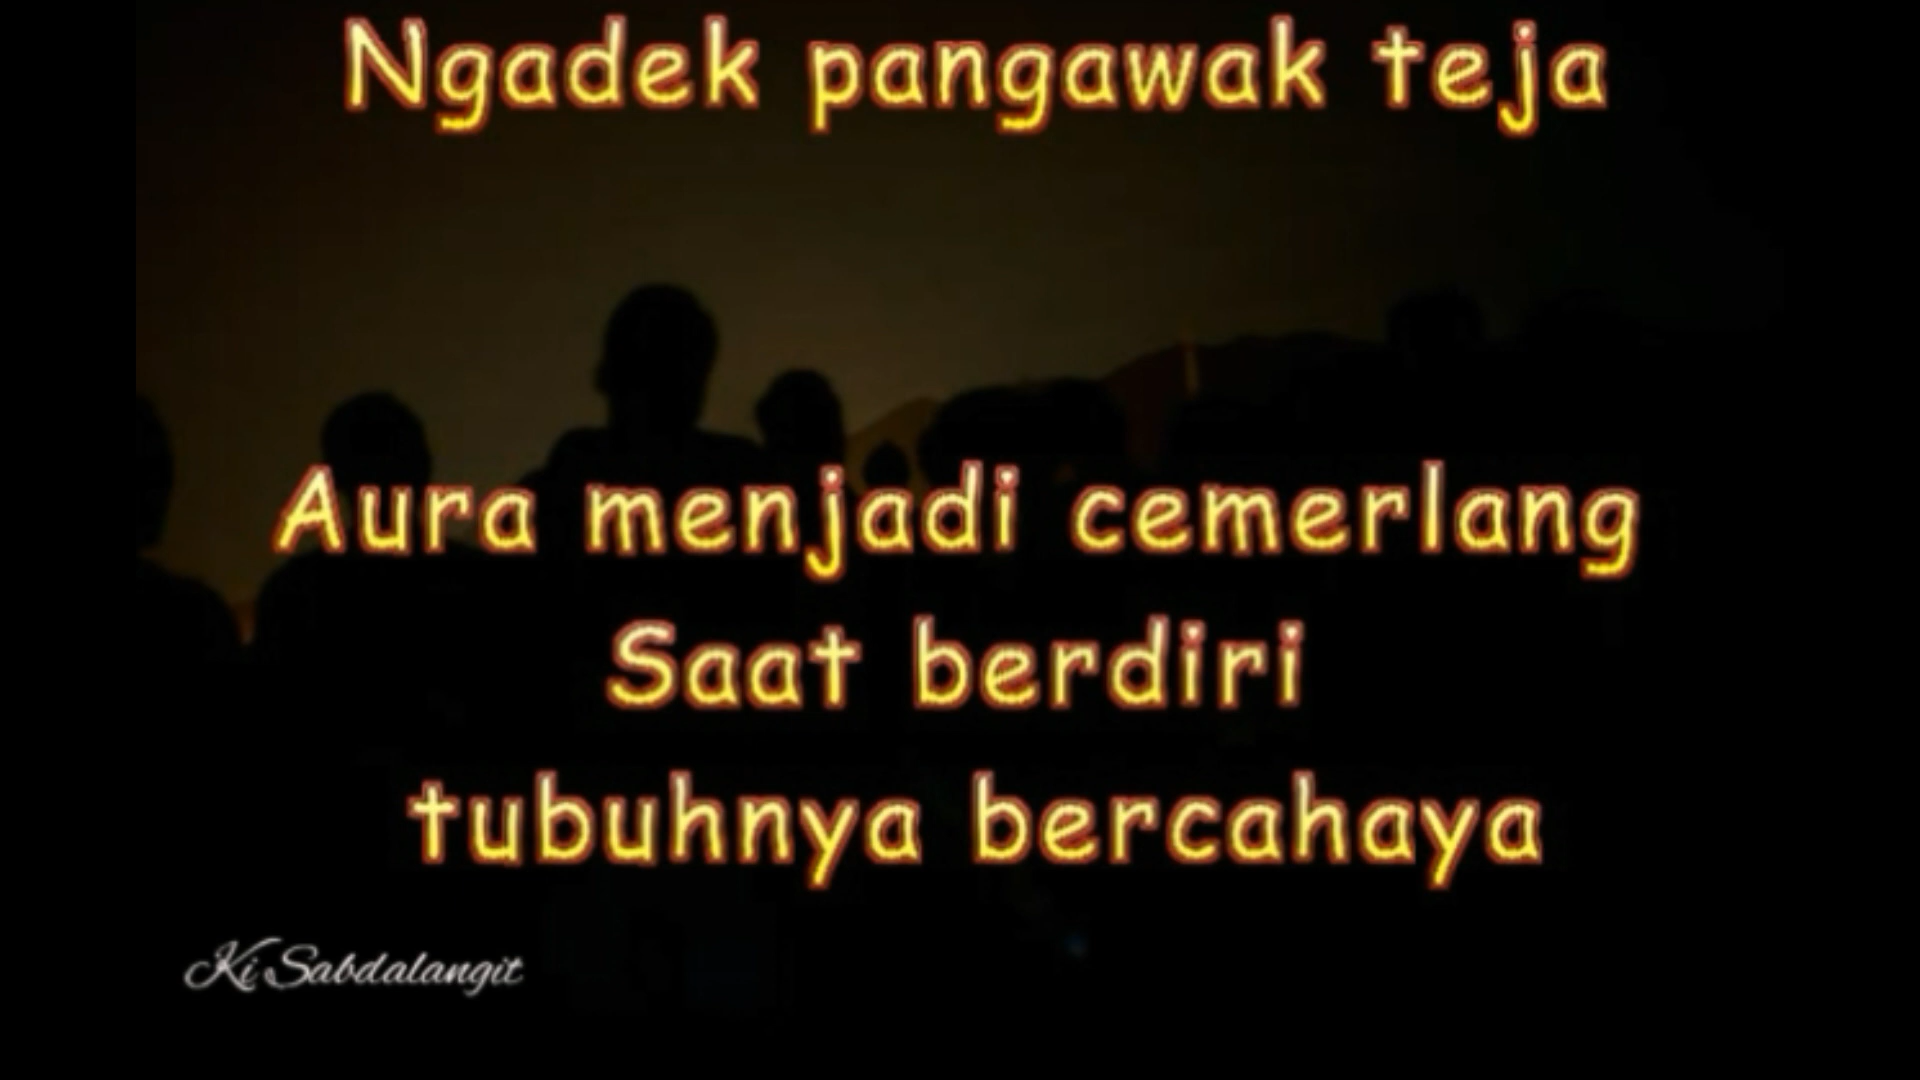 Ngadek pangawak teja
Aura menjadi cemerlang
Saat berdiri
tubuhnya bercahaya
Ki Sabdalangit